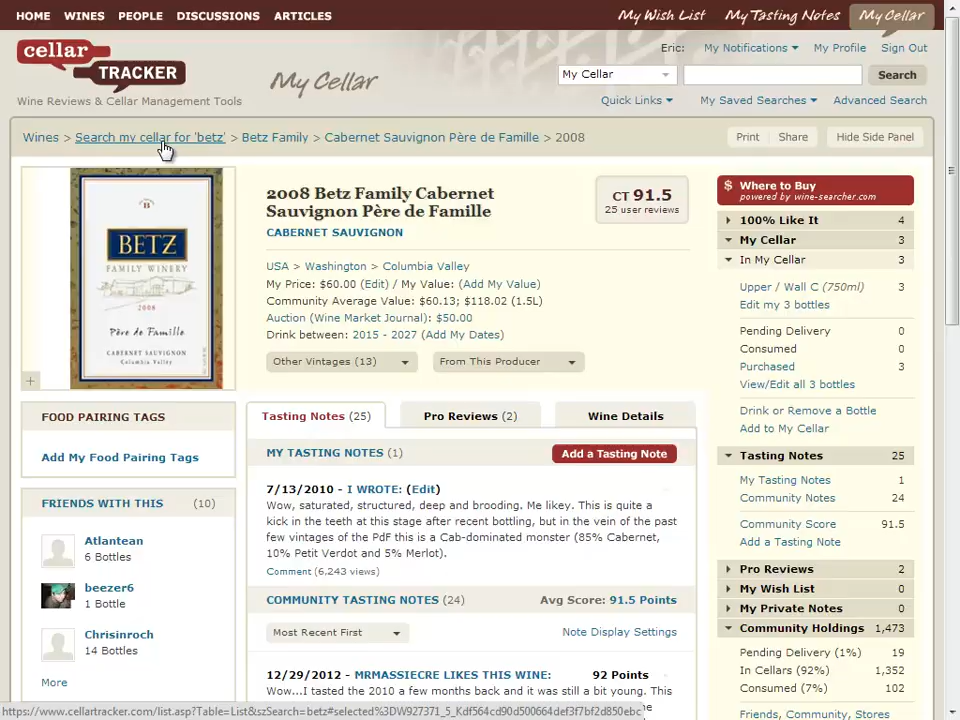 HOME WINES PEOPLE DISCUSSIONS ARTICLES My Wish List My Tasting Notes My Cellar
Eric: My Notifications My Profile Sign Out
cellar TRACKER
Wine Reviews & Cellar Management Tools
My Cellar
My Cellar Search
Quick Links My Saved Searches Advanced Search
Wines > Search my cellar for 'betz' > Betz Family > Cabernet Sauvignon Père de Famille > 2008 Print Share Hide Side Panel
B
BETZ
FAMILY WINERY
2008
Père de Famille
CABERNET SAUVIGNON
Columbia Valley
+
2008 Betz Family Cabernet
Sauvignon Père de Famille
CABERNET SAUVIGNON
CT 91.5
25 user reviews
USA > Washington > Columbia Valley
My Price: $60.00 (Edit) / My Value: (Add My Value)
Community Average Value: $60.13; $118.02 (1.5L)
Auction (Wine Market Journal): $50.00
Drink between: 2015 - 2027 (Add My Dates)
Other Vintages (13) From This Producer
FOOD PAIRING TAGS
Add My Food Pairing Tags
FRIENDS WITH THIS (10)
Atlantean
6 Bottles
beezer6
1 Bottle
Chrisinroch
14 Bottles
More
Tasting Notes (25) Pro Reviews (2) Wine Details
MY TASTING NOTES (1) Add a Tasting Note
7/13/2010 - I WROTE: (Edit)
Wow, saturated, structured, deep and brooding. Me likey. This is quite a
kick in the teeth at this stage after recent bottling, but in the vein of the past
few vintages of the PdF this is a Cab-dominated monster (85% Cabernet,
10% Petit Verdot and 5% Merlot).
Comment (6,243 views)
COMMUNITY TASTING NOTES (24) Avg Score: 91.5 Points
Most Recent First Note Display Settings
12/29/2012 - MRMASSIECRE LIKES THIS WINE: 92 Points
Wow...I tasted the 2010 a few months back and it was still a bit young. This
Where to Buy
powered by wine-searcher.com
100% Like It 4
My Cellar 3
In My Cellar 3
Upper / Wall C (750ml) 3
Edit my 3 bottles
Pending Delivery 0
Consumed 0
Purchased 3
View/Edit all 3 bottles
Drink or Remove a Bottle
Add to My Cellar
Tasting Notes 25
My Tasting Notes 1
Community Notes 24
Community Score 91.5
Add a Tasting Note
Pro Reviews 2
My Wish List 0
My Private Notes 0
Community Holdings 1,473
Pending Delivery (1%) 19
In Cellars (92%) 1,352
Consumed (7%) 102
Friends, Community, Stores
https://www.cellartracker.com/list.asp?Table=List&szSearch=betz#selected%3DW927371_5_Kdf564cd90d500664def3f7bf2d850ebc